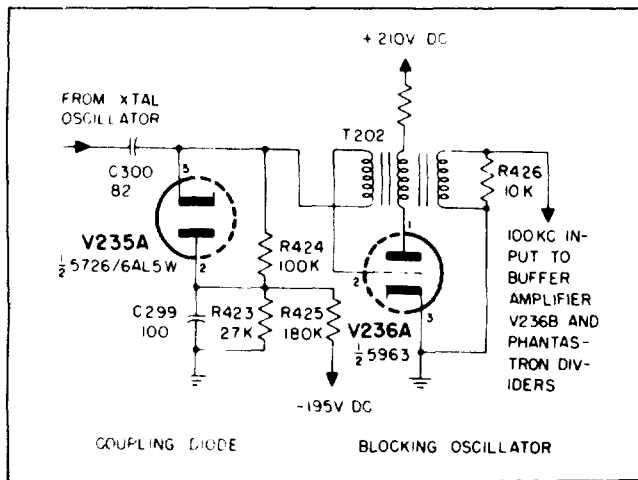 + 210V DC
FROM XTAL
OSCILLATOR
T202
C300
82
3
R426
10K
V235A
½ 5726/6AL5W
2
R424
100K
1
2
3
100KC IN-
PUT TO
BUFFER
AMPLIFIER
V236B AND
PHANTAS-
TRON DIV-
IDERS
C299
100
R423
27K
R425
180K
V236A
½ 5963
-195V DC
COUPLING DIODE
BLOCKING OSCILLATOR